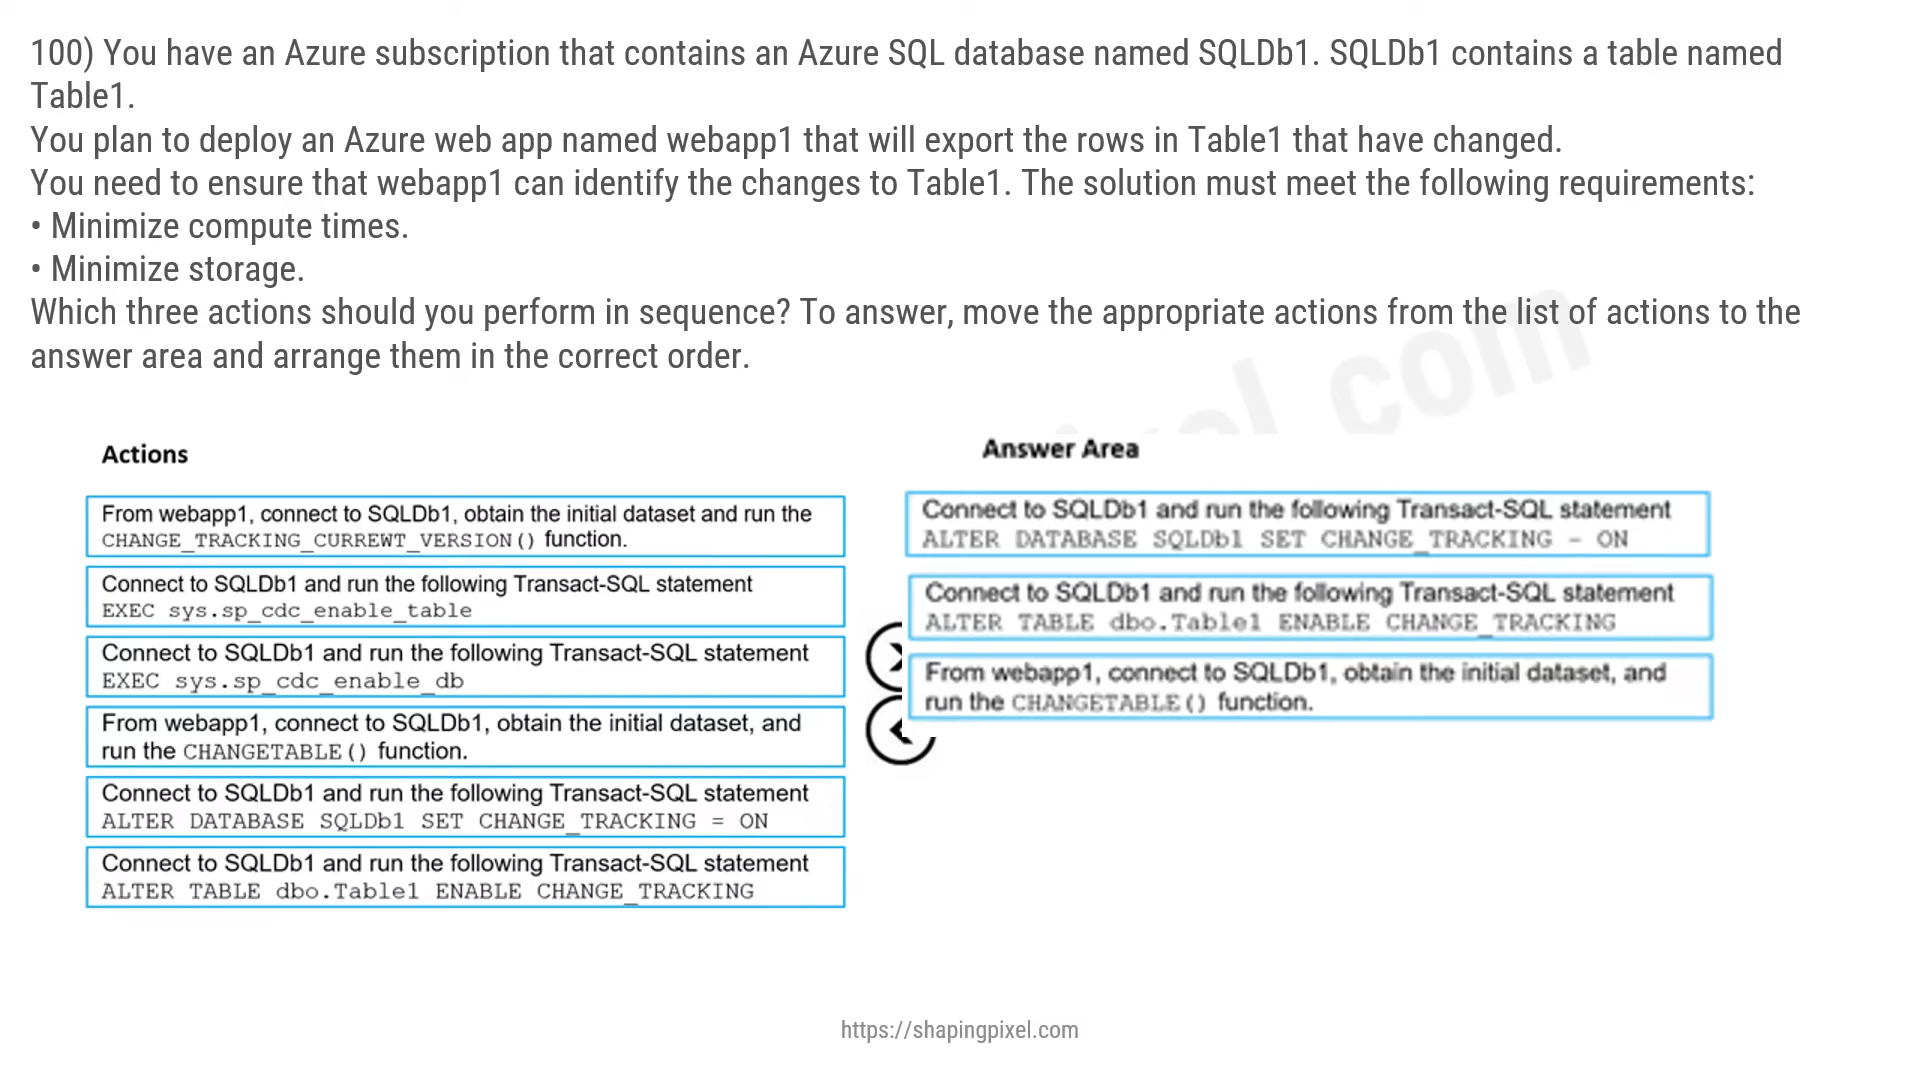 100) You have an Azure subscription that contains an Azure SQL database named SQLDb1. SQLDb1 contains a table named
Table1.
You plan to deploy an Azure web app named webapp1 that will export the rows in Table1 that have changed.
You need to ensure that webapp1 can identify the changes to Table1. The solution must meet the following requirements:
• Minimize compute times.
• Minimize storage.
Which three actions should you perform in sequence? To answer, move the appropriate actions from the list of actions to the
answer area and arrange them in the correct order.
Actions
From webapp1, connect to SQLDb1, obtain the initial dataset and run the
CHANGE_TRACKING_CURREWT_VERSION() function.
Connect to SQLDb1 and run the following Transact-SQL statement
EXEC sys.sp_cdc_enable_table
Connect to SQLDb1 and run the following Transact-SQL statement
EXEC sys.sp_cdc_enable_db
From webapp1, connect to SQLDb1, obtain the initial dataset, and
run the CHANGETABLE() function.
Connect to SQLDb1 and run the following Transact-SQL statement
ALTER DATABASE SQLDb1 SET CHANGE_TRACKING = ON
Connect to SQLDb1 and run the following Transact-SQL statement
ALTER TABLE dbo.Table1 ENABLE CHANGE_TRACKING
Answer Area
Connect to SQLDb1 and run the following Transact-SQL statement
ALTER DATABASE SQLDb1 SET CHANGE_TRACKING - ON
Connect to SQLDb1 and run the following Transact-SQL statement
ALTER TABLE dbo.Table1 ENABLE CHANGE_TRACKING
From webapp1, connect to SQLDb1, obtain the initial dataset, and
run the CHANGETABLE() function.
https://shapingpixel.com